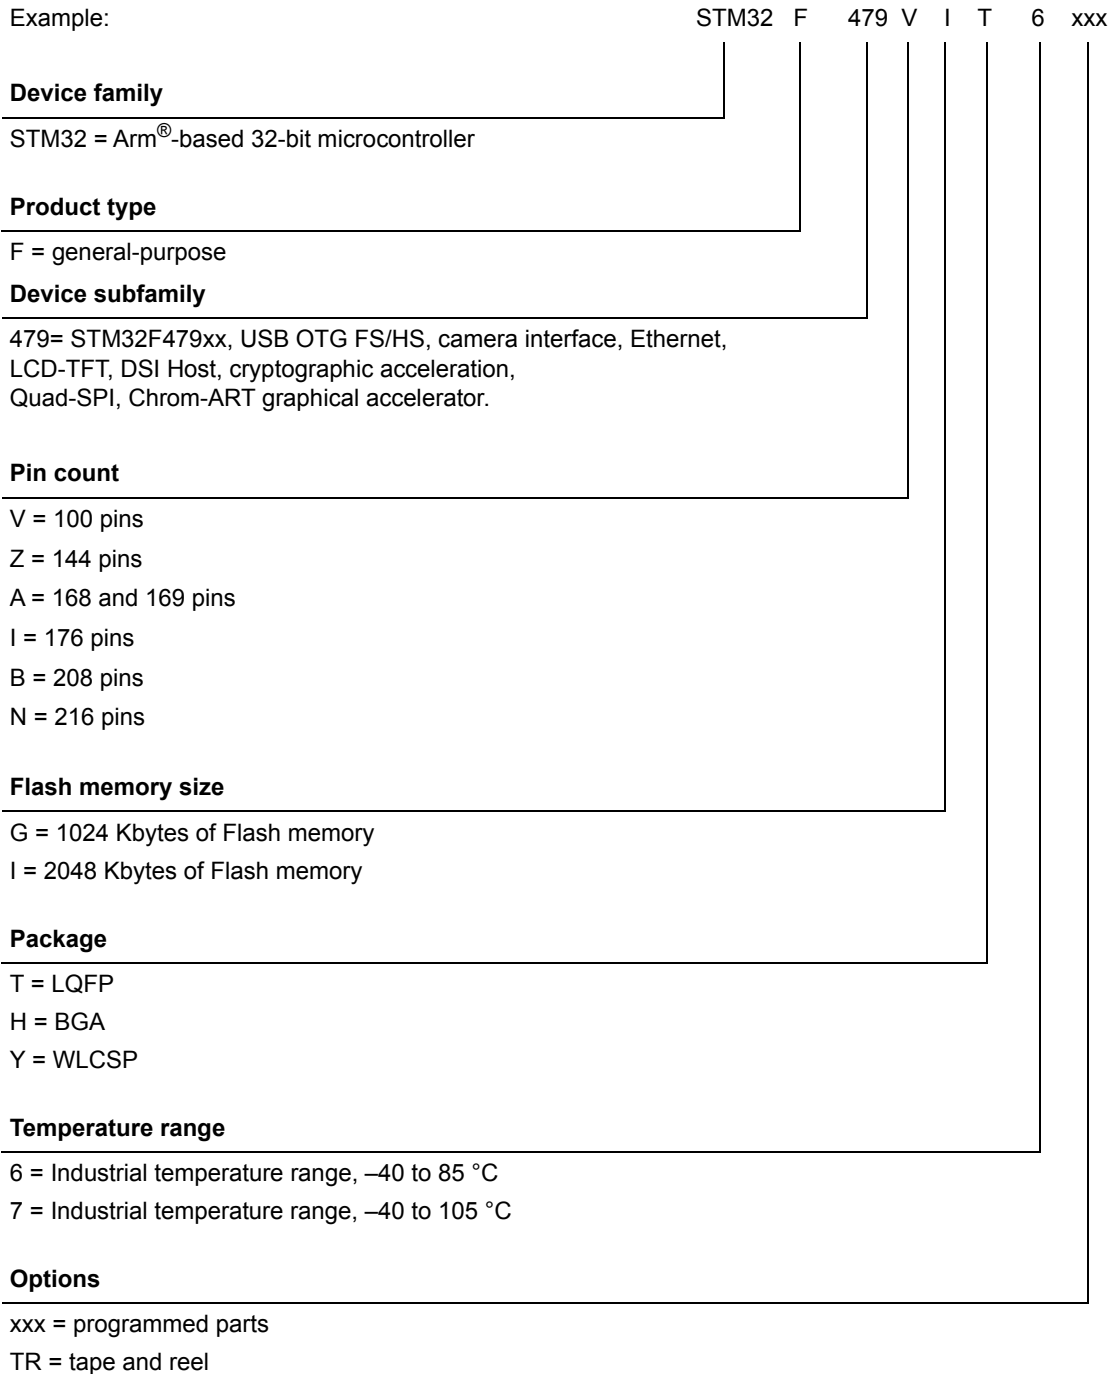 Example: STM32 F 479 V I T 6 xxx
Device family
STM32 = Arm®-based 32-bit microcontroller
Product type
F = general-purpose
Device subfamily
479= STM32F479xx, USB OTG FS/HS, camera interface, Ethernet,
LCD-TFT, DSI Host, cryptographic acceleration,
Quad-SPI, Chrom-ART graphical accelerator.
Pin count
V = 100 pins
Z = 144 pins
A = 168 and 169 pins
I = 176 pins
B = 208 pins
N = 216 pins
Flash memory size
G = 1024 Kbytes of Flash memory
I = 2048 Kbytes of Flash memory
Package
T = LQFP
H = BGA
Y = WLCSP
Temperature range
6 = Industrial temperature range, –40 to 85 °C
7 = Industrial temperature range, –40 to 105 °C
Options
xxx = programmed parts
TR = tape and reel